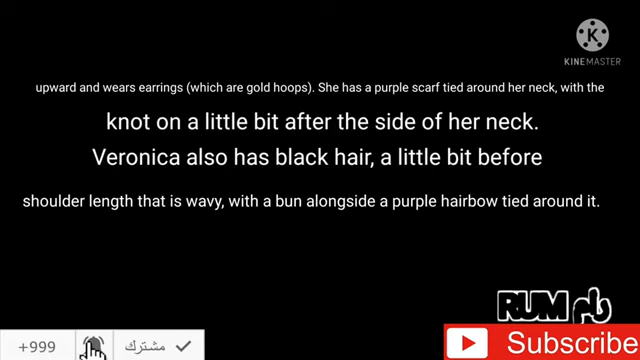 KINEMASTER
upward and wears earrings (which are gold hoops). She has a purple scarf tied around her neck, with the
knot on a little bit after the side of her neck.
Veronica also has black hair, a little bit before
shoulder length that is wavy, with a bun alongside a purple hairbow tied around it.
RUM رام
+999 مشترك
Subscribe